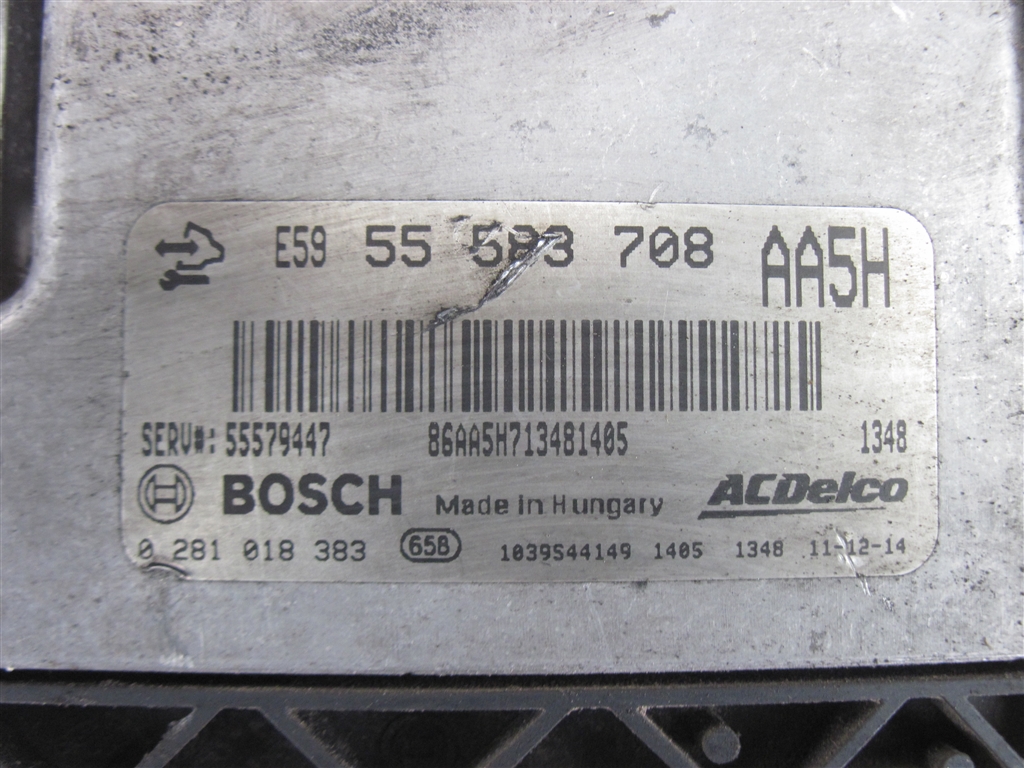 E59 55 583 708 AA5H
SERV#: 55579447 86AA5H713481405 1348
BOSCH Made in Hungary ACDelco
0 281 018 383 658 1039S44149 1405 1348 11-12-14